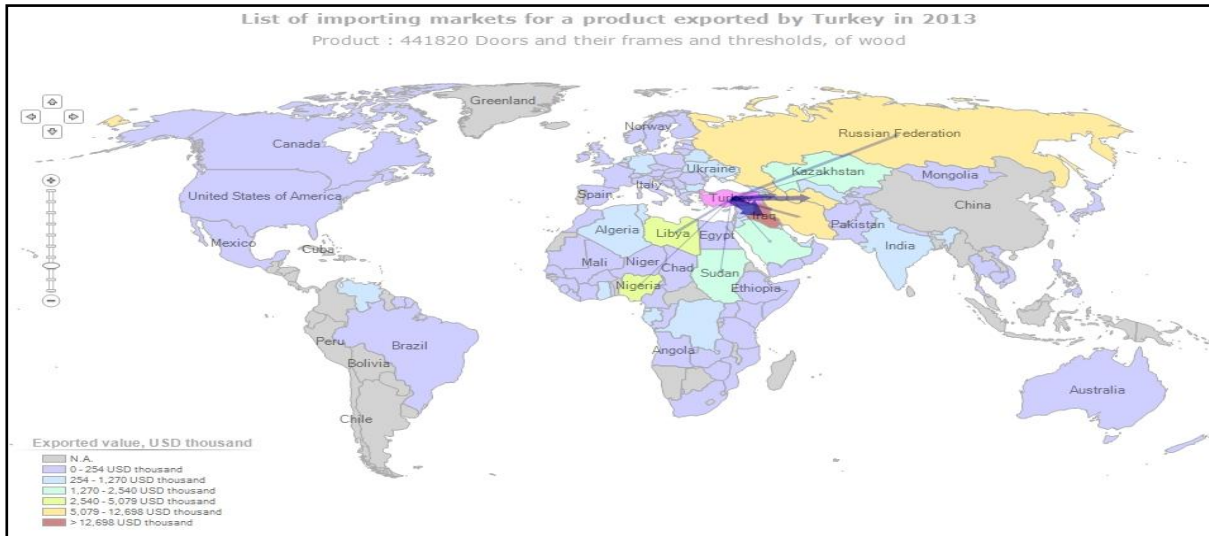 List of importing markets for a product exported by Turkey in 2013
Product : 441820 Doors and their frames and thresholds, of wood
Greenland
Norway
Russian Federation
Canada
Ukraine
Kazakhstan
Mongolia
United States of America
Spain
Italy
China
Iraq
Pakistan
Mexico
Cuba
Algeria
Libya
Egypt
India
Mali
Niger
Chad
Sudan
Nigeria
Ethiopia
Peru
Brazil
Angola
Bolivia
Australia
Chile
Exported value, USD thousand
N.A.
0 - 254 USD thousand
254 - 1,270 USD thousand
1,270 - 2,540 USD thousand
2,540 - 5,079 USD thousand
5,079 - 12,698 USD thousand
> 12,698 USD thousand